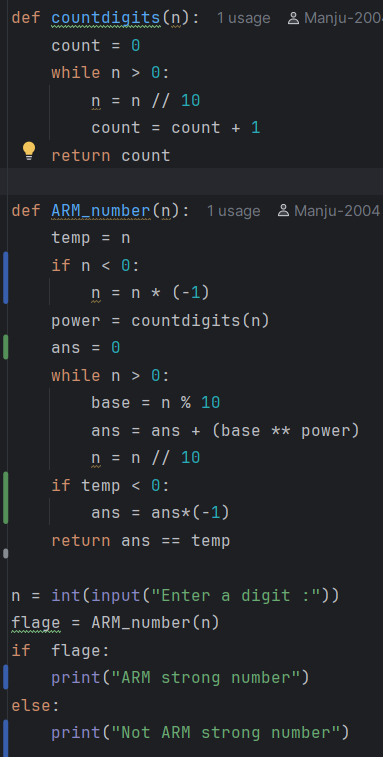 def countdigits(n): 1 usage Manju-2004
    count = 0
    while n > 0:
        n = n // 10
        count = count + 1
    return count
def ARM_number(n): 1 usage Manju-2004
    temp = n
    if n < 0:
        n = n * (-1)
    power = countdigits(n)
    ans = 0
    while n > 0:
        base = n % 10
        ans = ans + (base ** power)
        n = n // 10
    if temp < 0:
        ans = ans*(-1)
    return ans == temp
n = int(input("Enter a digit :"))
flage = ARM_number(n)
if  flage:
    print("ARM strong number")
else:
    print("Not ARM strong number")